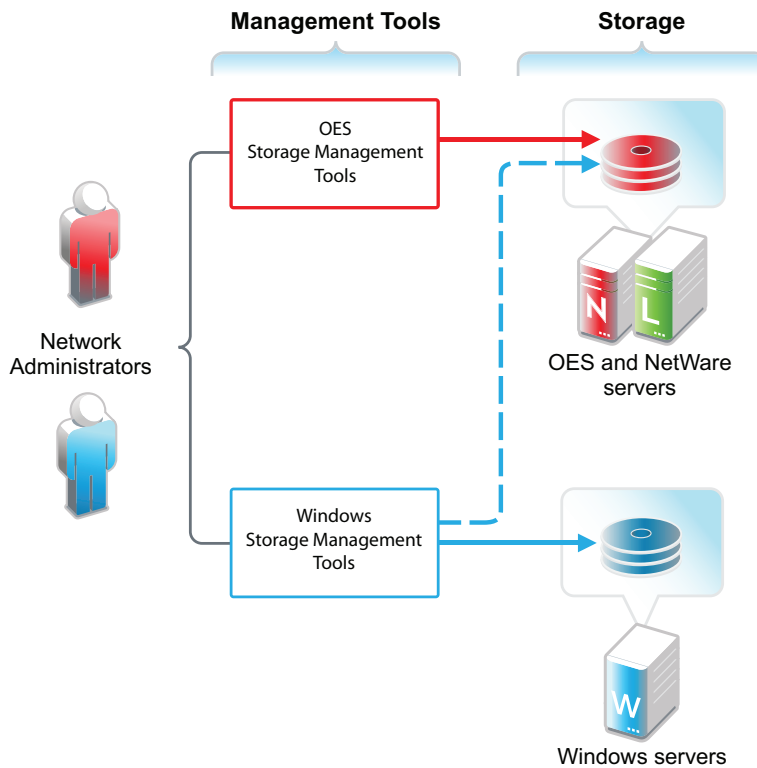 Management Tools
Storage
OES
Storage Management
Tools
N
L
Network
Administrators
OES and NetWare
servers
Windows
Storage Management
Tools
W
Windows servers